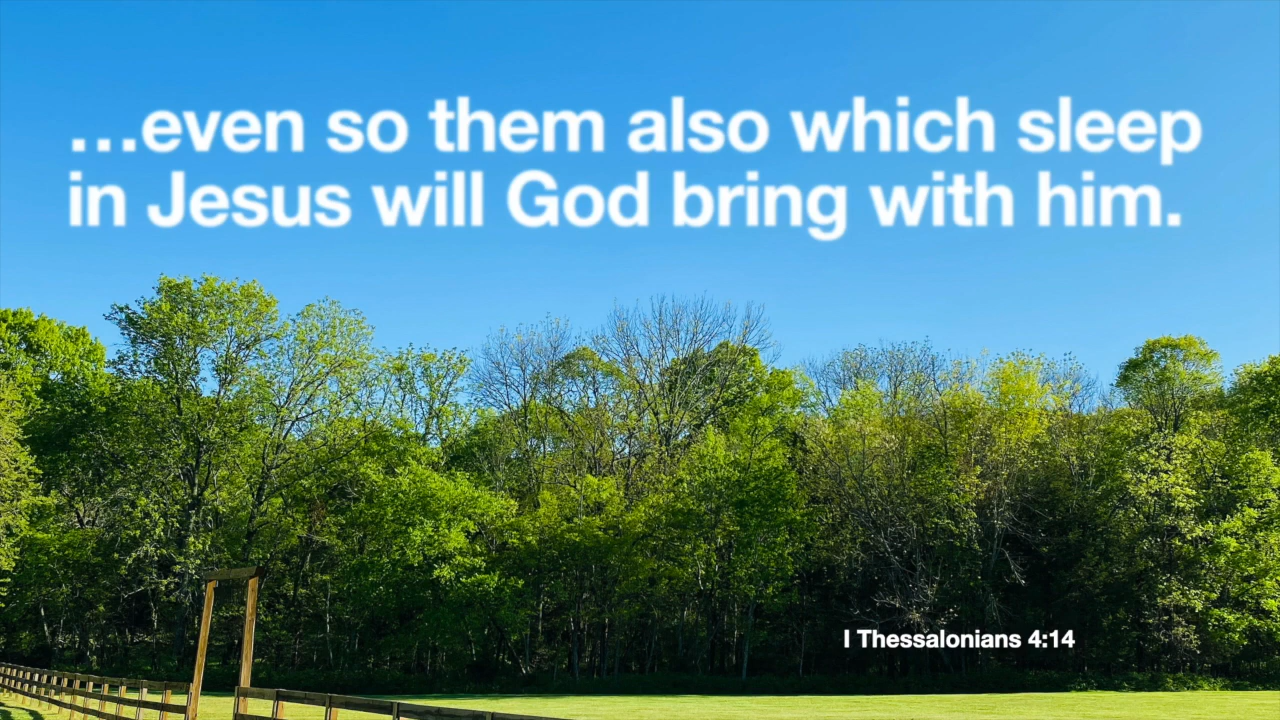 …even so them also which sleep
in Jesus will God bring with him.
I Thessalonians 4:14